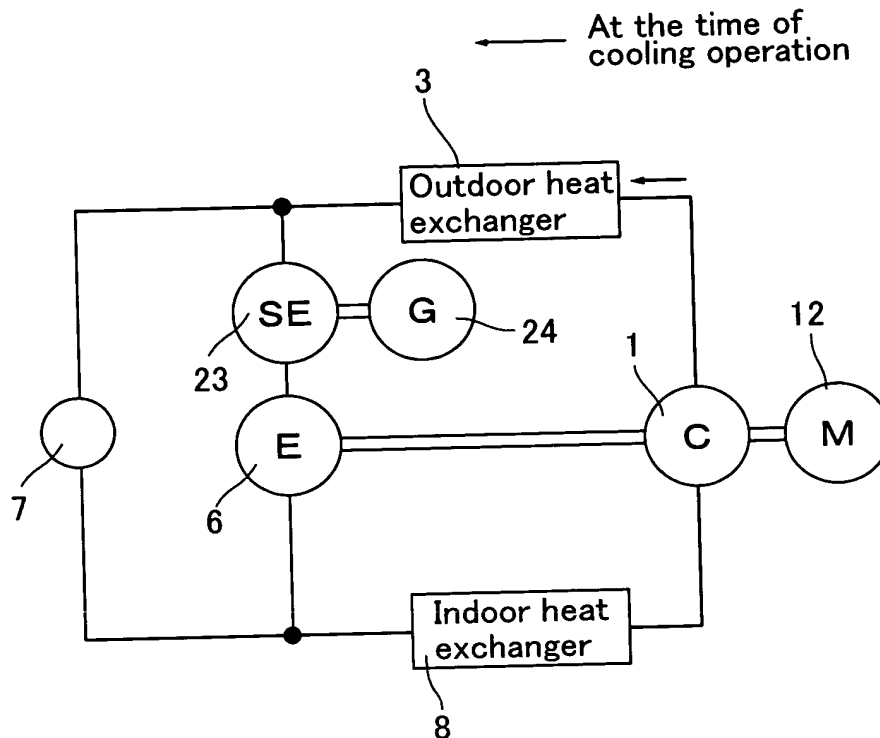 At the time of
cooling operation
3
Outdoor heat
exchanger
SE
G
23
24
1
12
E
C
M
7
6
Indoor heat
exchanger
8